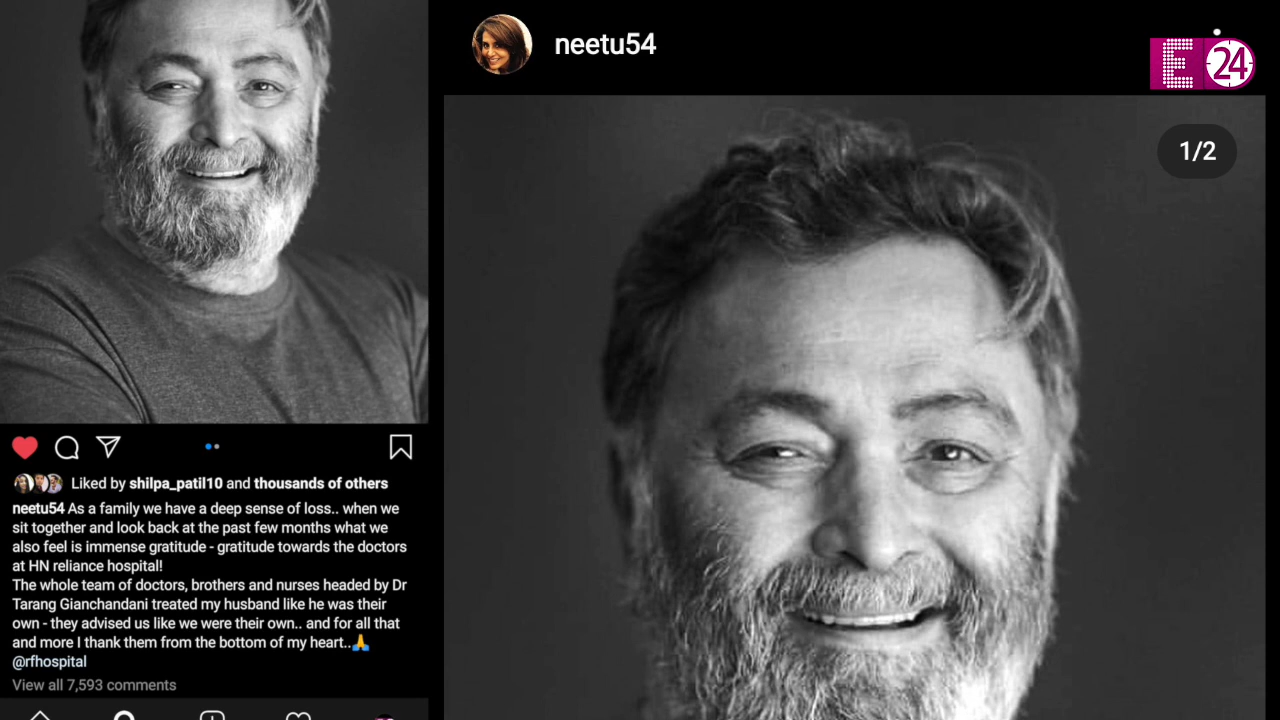 Liked by shilpa_patil10 and thousands of others
neetu54 As a family we have a deep sense of loss.. when we
sit together and look back at the past few months what we
also feel is immense gratitude - gratitude towards the doctors
at HN reliance hospital!
The whole team of doctors, brothers and nurses headed by Dr
Tarang Gianchandani treated my husband like he was their
own - they advised us like we were their own.. and for all that
and more I thank them from the bottom of my heart..🙏
@rfhospital
View all 7,593 comments
neetu54
E 24
1/2